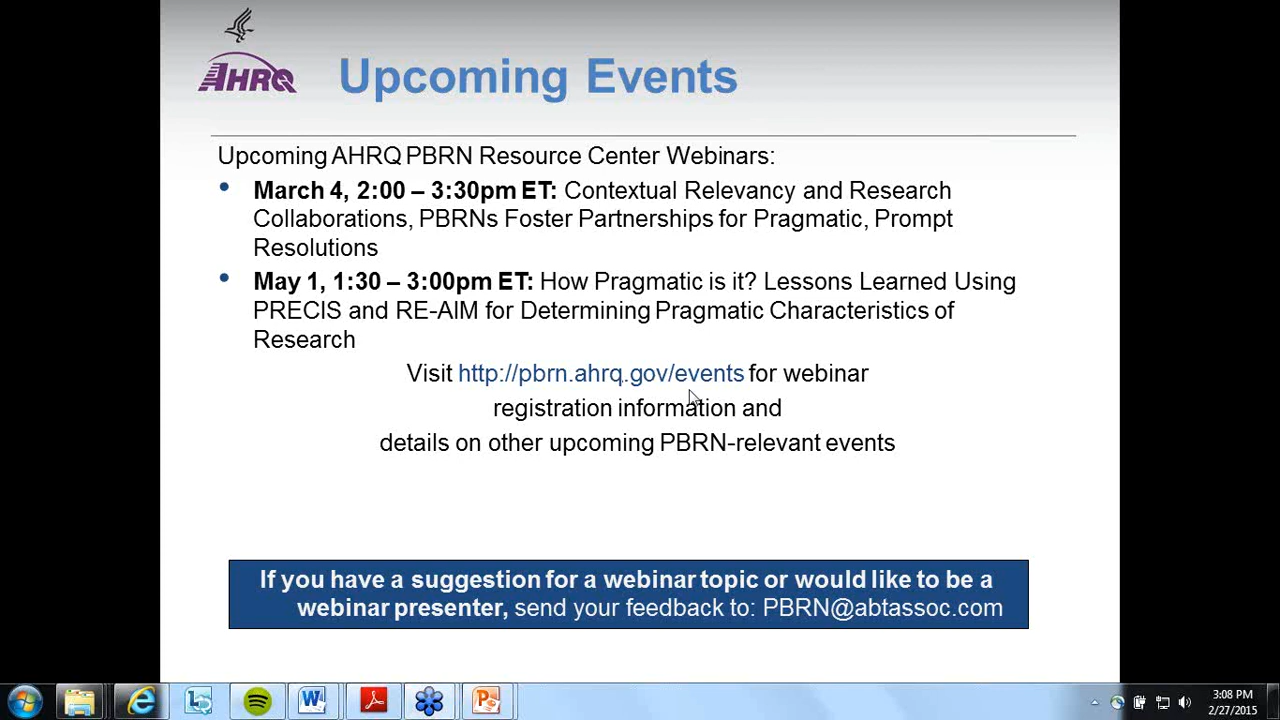 AHRQ
Upcoming Events
Upcoming AHRQ PBRN Resource Center Webinars:
• March 4, 2:00 – 3:30pm ET: Contextual Relevancy and Research
Collaborations, PBRNs Foster Partnerships for Pragmatic, Prompt
Resolutions
• May 1, 1:30 – 3:00pm ET: How Pragmatic is it? Lessons Learned Using
PRECIS and RE-AIM for Determining Pragmatic Characteristics of
Research
Visit http://pbrn.ahrq.gov/events for webinar
registration information and
details on other upcoming PBRN-relevant events
If you have a suggestion for a webinar topic or would like to be a
webinar presenter, send your feedback to: PBRN@abtassoc.com
3:08 PM
2/27/2015